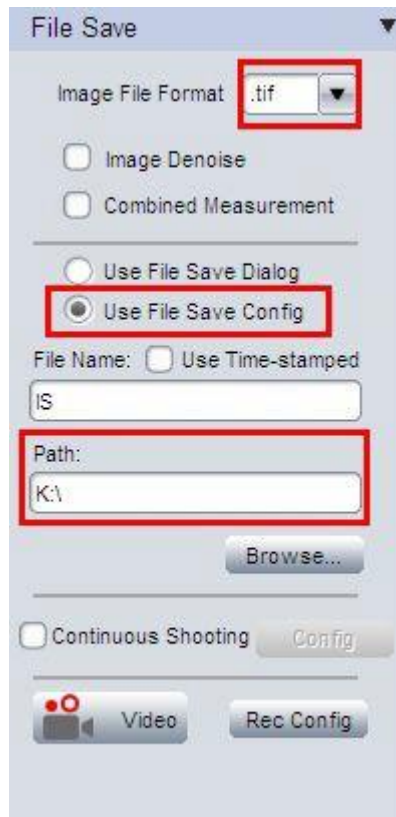 File Save
Image File Format .tif
Image Denoise
Combined Measurement
Use File Save Dialog
Use File Save Config
File Name: Use Time-stamped
IS
Path:
K:\
Browse...
Continuous Shooting Config
Video Rec Config